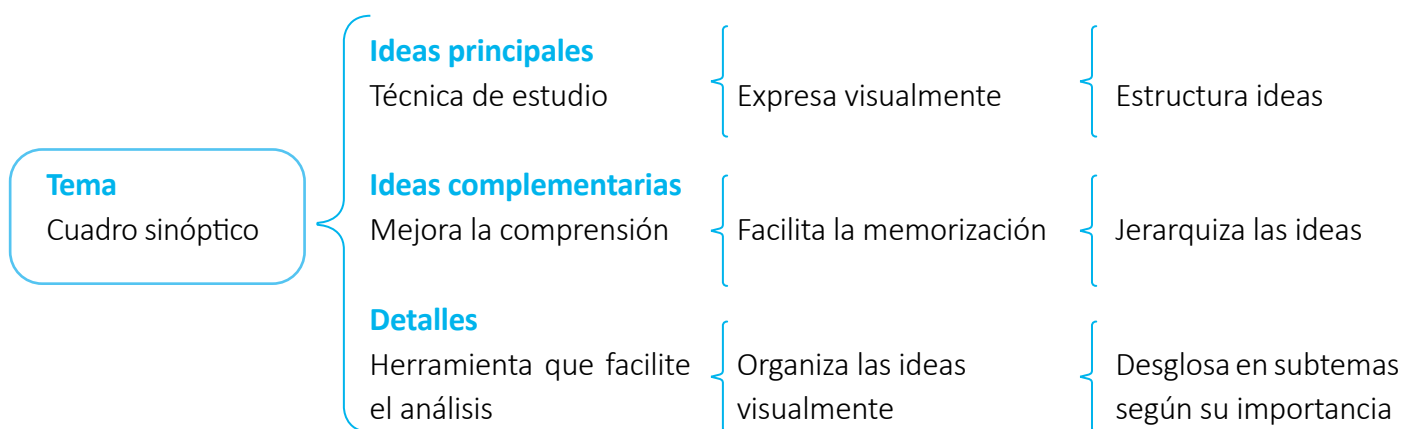 Tema
Cuadro sinóptico
Ideas principales
Técnica de estudio
Expresa visualmente
Estructura ideas
Ideas complementarias
Mejora la comprensión
Facilita la memorización
Jerarquiza las ideas
Detalles
Herramienta que facilite
el análisis
Organiza las ideas
visualmente
Desglosa en subtemas
según su importancia